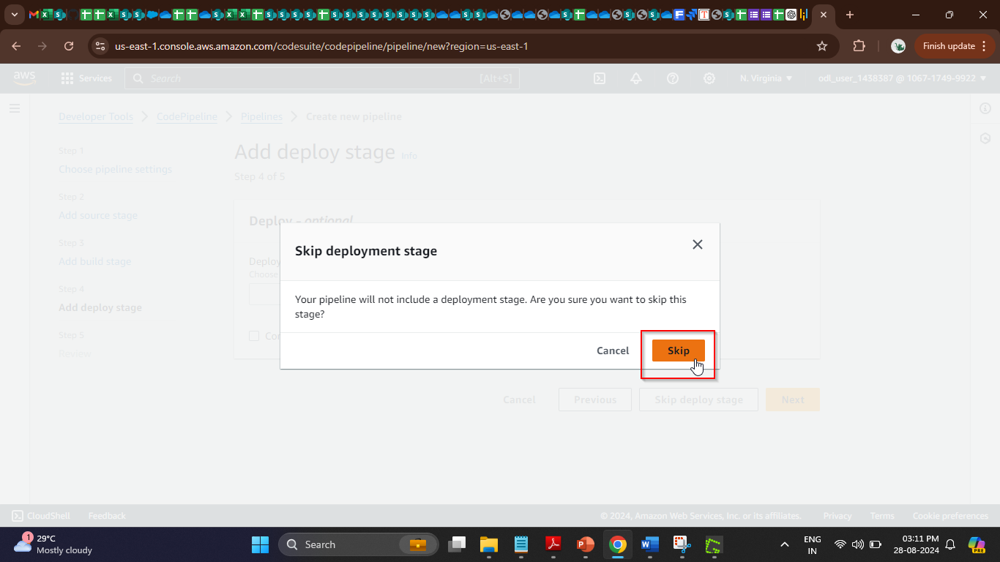 us-east-1.console.aws.amazon.com/codesuite/codepipeline/pipeline/new?region=us-east-1
Finish update
aws
Services
Search
[Alt+S]
N. Virginia
odl_user_1438387 @ 1067-1749-9922
Developer Tools
CodePipeline
Pipelines
Create new pipeline
Step 1
Choose pipeline settings
Step 2
Add source stage
Step 3
Add build stage
Step 4
Add deploy stage
Step 5
Review
Add deploy stage Info
Step 4 of 5
Deploy - optional
Deploy
Choose
Skip deployment stage
Your pipeline will not include a deployment stage. Are you sure you want to skip this
stage?
Cancel
Skip
Cancel
Previous
Skip deploy stage
Next
CloudShell
Feedback
© 2024, Amazon Web Services, Inc. or its affiliates.
Privacy
Terms
Cookie preferences
1
29°C
Mostly cloudy
Search
ENG
IN
03:11 PM
28-08-2024
PRE